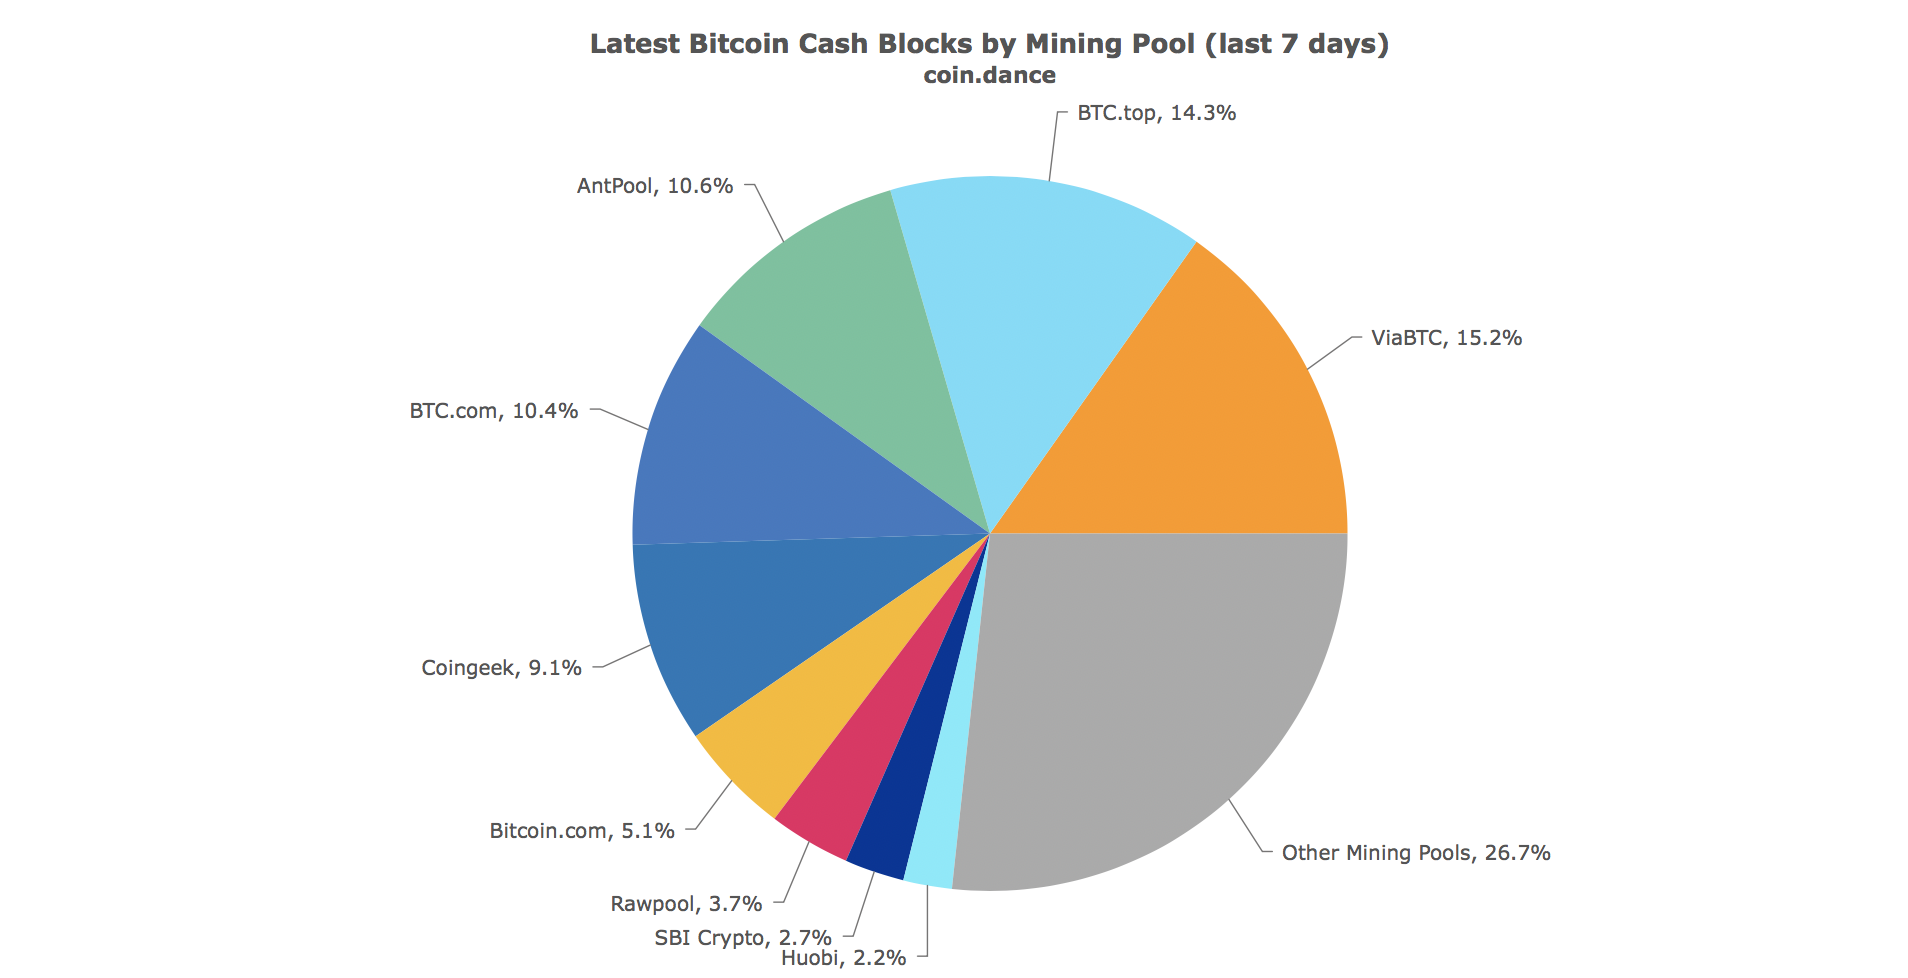 Latest Bitcoin Cash Blocks by Mining Pool (last 7 days)
coin.dance
BTC.top, 14.3%
AntPool, 10.6%
ViaBTC, 15.2%
BTC.com, 10.4%
Coingeek, 9.1%
Bitcoin.com, 5.1%
Other Mining Pools, 26.7%
Rawpool, 3.7%
SBI Crypto, 2.7%
Huobi, 2.2%